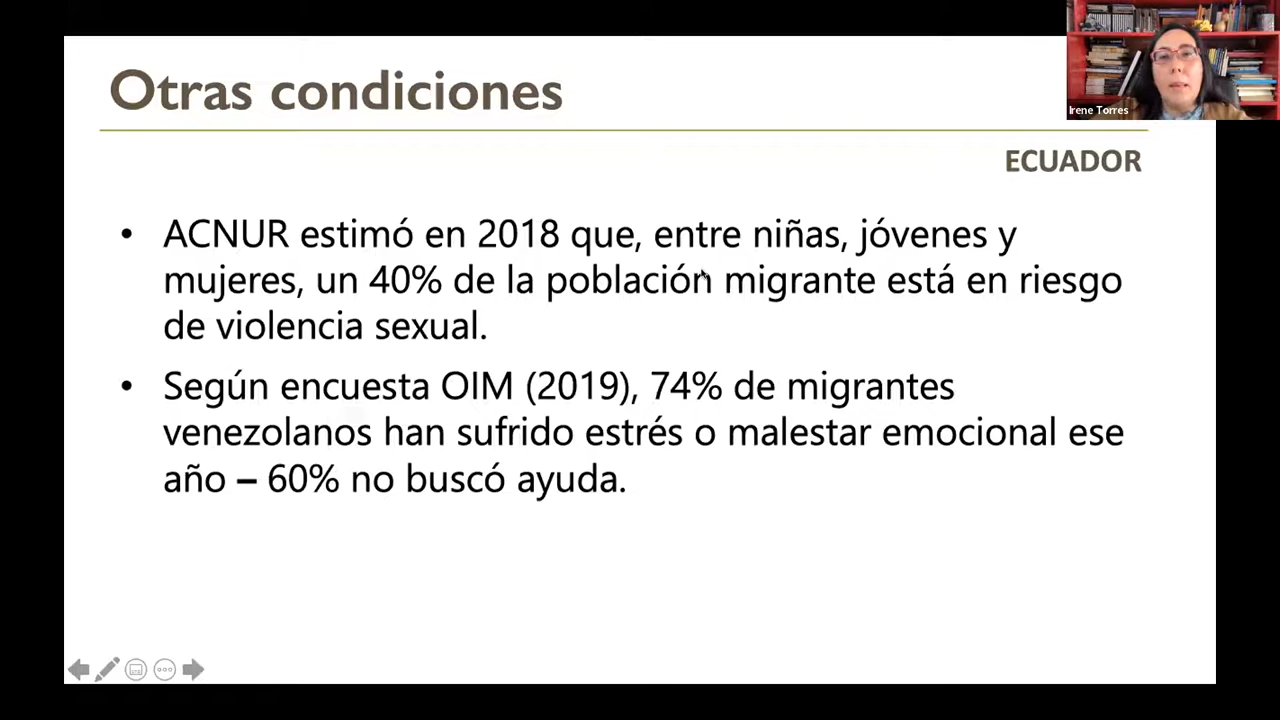 Otras condiciones
Irene Torres
ECUADOR
• ACNUR estimó en 2018 que, entre niñas, jóvenes y
mujeres, un 40% de la población migrante está en riesgo
de violencia sexual.
• Según encuesta OIM (2019), 74% de migrantes
venezolanos han sufrido estrés o malestar emocional ese
año – 60% no buscó ayuda.